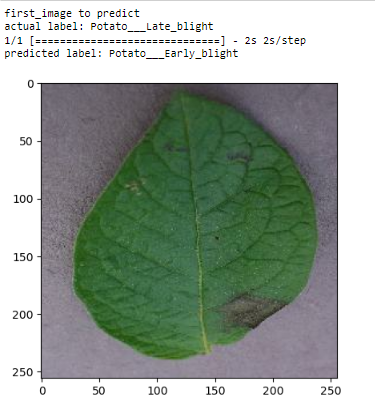 first_image to predict
actual label: Potato___Late_blight
1/1 [==============================] - 2s 2s/step
predicted label: Potato___Early_blight
0
50
100
150
200
250
0 50 100 150 200 250